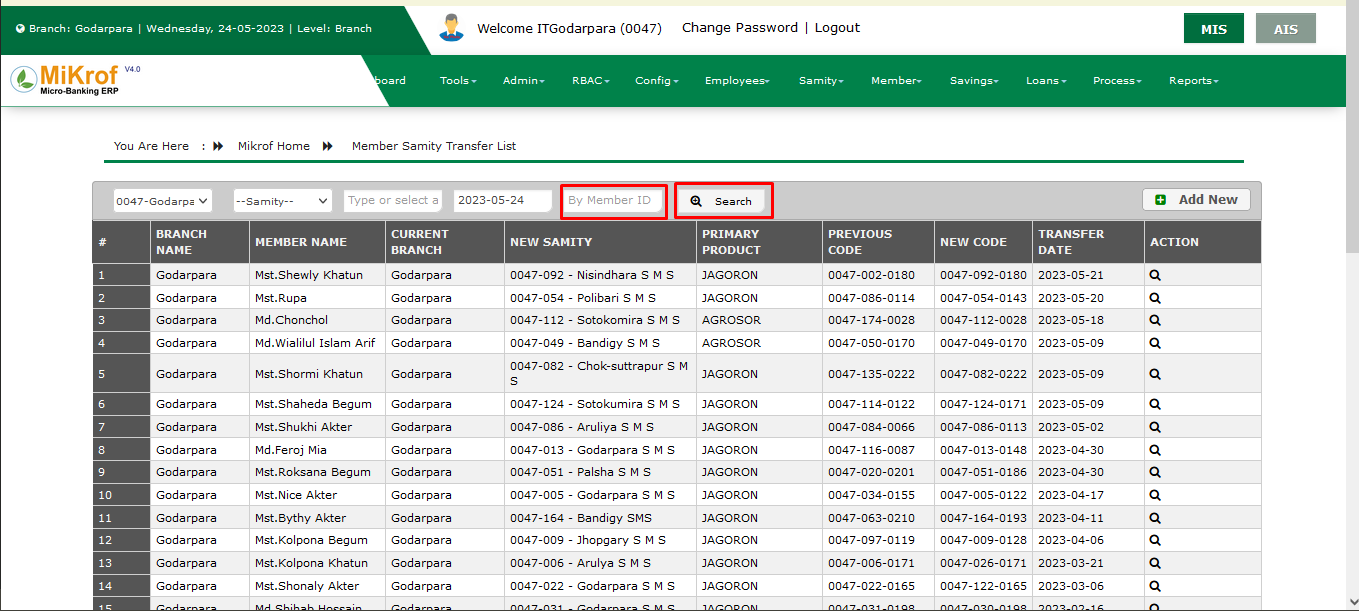 Branch: Godarpara | Wednesday, 24-05-2023 | Level: Branch
Welcome ITGodarpara (0047) Change Password | Logout
MIS AIS
MiKrof V4.0
Micro-Banking ERP
board Tools Admin RBAC Config Employees Samity Member Savings Loans Process Reports
You Are Here : Mikrof Home Member Samity Transfer List
0047-Godarpa --Samity-- Type or select a 2023-05-24 By Member ID Search Add New
# BRANCH NAME MEMBER NAME CURRENT BRANCH NEW SAMITY PRIMARY PRODUCT PREVIOUS CODE NEW CODE TRANSFER DATE ACTION
1 Godarpara Mst.Shewly Khatun Godarpara 0047-092 - Nisindhara S M S JAGORON 0047-002-0180 0047-092-0180 2023-05-21
2 Godarpara Mst.Rupa Godarpara 0047-054 - Polibari S M S JAGORON 0047-086-0114 0047-054-0143 2023-05-20
3 Godarpara Md.Chonchol Godarpara 0047-112 - Sotokomira S M S AGROSOR 0047-174-0028 0047-112-0028 2023-05-18
4 Godarpara Md.Wialilul Islam Arif Godarpara 0047-049 - Bandigy S M S AGROSOR 0047-050-0170 0047-049-0170 2023-05-09
5 Godarpara Mst.Shormi Khatun Godarpara 0047-082 - Chok-suttrapur S M S JAGORON 0047-135-0222 0047-082-0222 2023-05-09
6 Godarpara Mst.Shaheda Begum Godarpara 0047-124 - Sotokumira S M S JAGORON 0047-114-0122 0047-124-0171 2023-05-09
7 Godarpara Mst.Shukhi Akter Godarpara 0047-086 - Aruliya S M S JAGORON 0047-084-0066 0047-086-0113 2023-05-02
8 Godarpara Md.Feroj Mia Godarpara 0047-013 - Godarpara S M S JAGORON 0047-116-0087 0047-013-0148 2023-04-30
9 Godarpara Mst.Roksana Begum Godarpara 0047-051 - Palsha S M S JAGORON 0047-020-0201 0047-051-0186 2023-04-30
10 Godarpara Mst.Nice Akter Godarpara 0047-005 - Godarpara S M S JAGORON 0047-034-0155 0047-005-0122 2023-04-17
11 Godarpara Mst.Bythy Akter Godarpara 0047-164 - Bandigy SMS JAGORON 0047-063-0210 0047-164-0193 2023-04-11
12 Godarpara Mst.Kolpona Begum Godarpara 0047-009 - Jhopgary S M S JAGORON 0047-097-0119 0047-009-0128 2023-04-06
13 Godarpara Mst.Kolpona Khatun Godarpara 0047-006 - Arulya S M S JAGORON 0047-006-0171 0047-026-0171 2023-03-21
14 Godarpara Mst.Shonaly Akter Godarpara 0047-022 - Godarpara S M S JAGORON 0047-022-0165 0047-122-0165 2023-03-06
15 Godarpara Md.Shihab Hossain Godarpara 0047-031 - Godarpara S M S JAGORON 0047-031-0198 0047-030-0198 2023-02-16